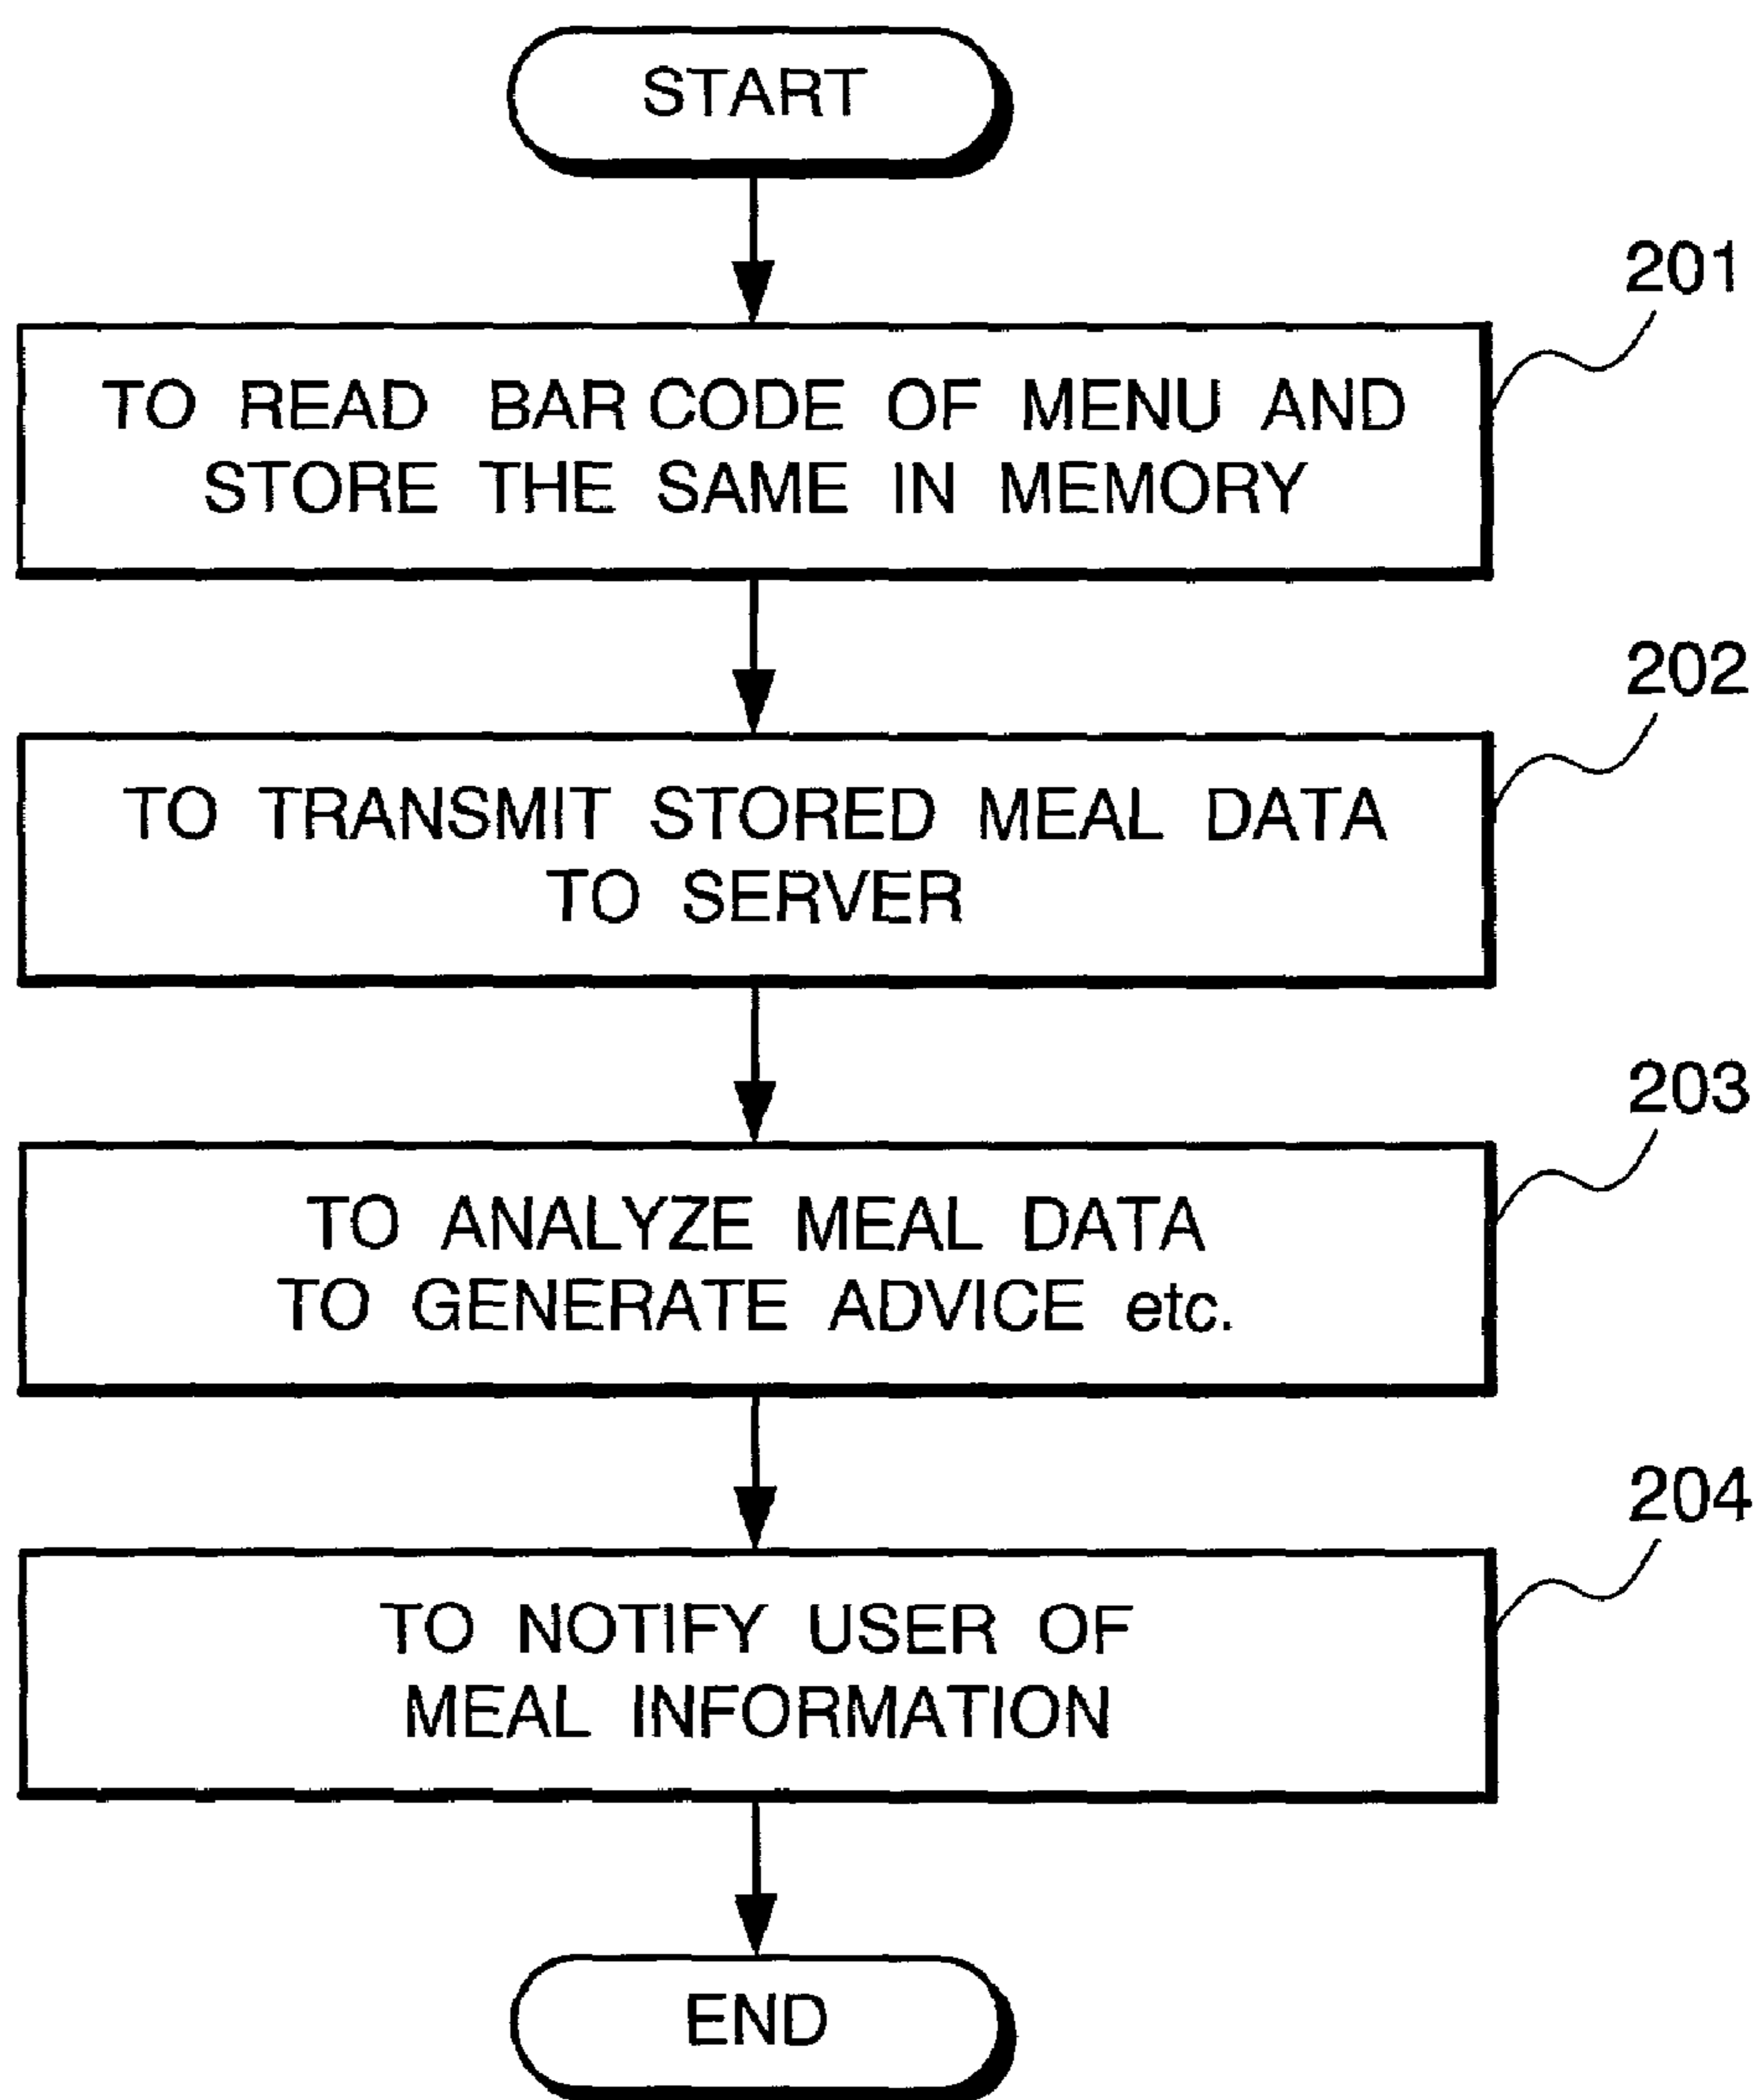 START
201
TO READ BAR CODE OF MENU AND
STORE THE SAME IN MEMORY
202
TO TRANSMIT STORED MEAL DATA
TO SERVER
203
TO ANALYZE MEAL DATA
TO GENERATE ADVICE etc.
204
TO NOTIFY USER OF
MEAL INFORMATION
END